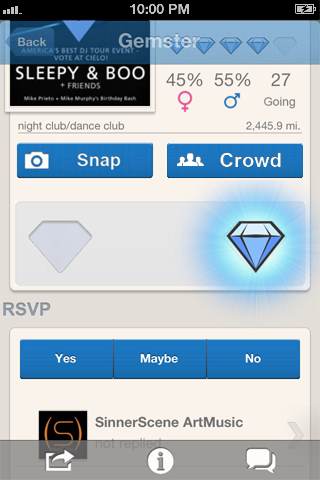 10:00 PM
Back
Gemster
AMERICA'S BEST DJ TOUR EVENT -
VOTE AT CIELO!
SLEEPY & BOO
+ FRIENDS
Mike Prieto + Mike Murphy's Birthday Bash
45% 55% 27
Going
night club/dance club 2,445.9 mi.
Snap Crowd
RSVP
Yes Maybe No
SinnerScene ArtMusic
not replied